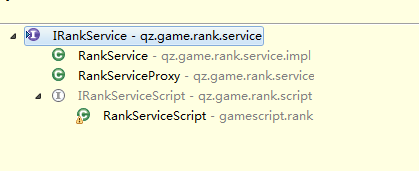 IRankService - qz.game.rank.service
RankService - qz.game.rank.service.impl
RankServiceProxy - qz.game.rank.service
IRankServiceScript - qz.game.rank.script
RankServiceScript - gamescript.rank